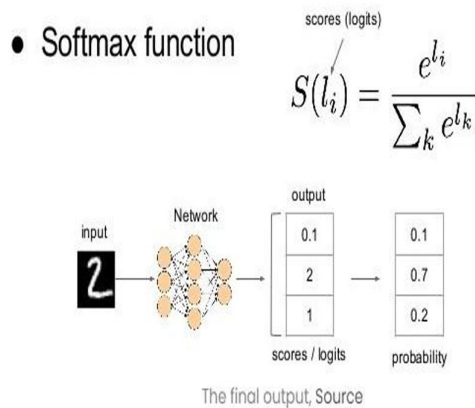 scores (logits)
• Softmax function
S(l_i) = e^{l_i} / ∑_k e^{l_k}
output
Network
input
0.1
2
1
0.1
0.7
0.2
2
scores / logits
probability
The final output, Source